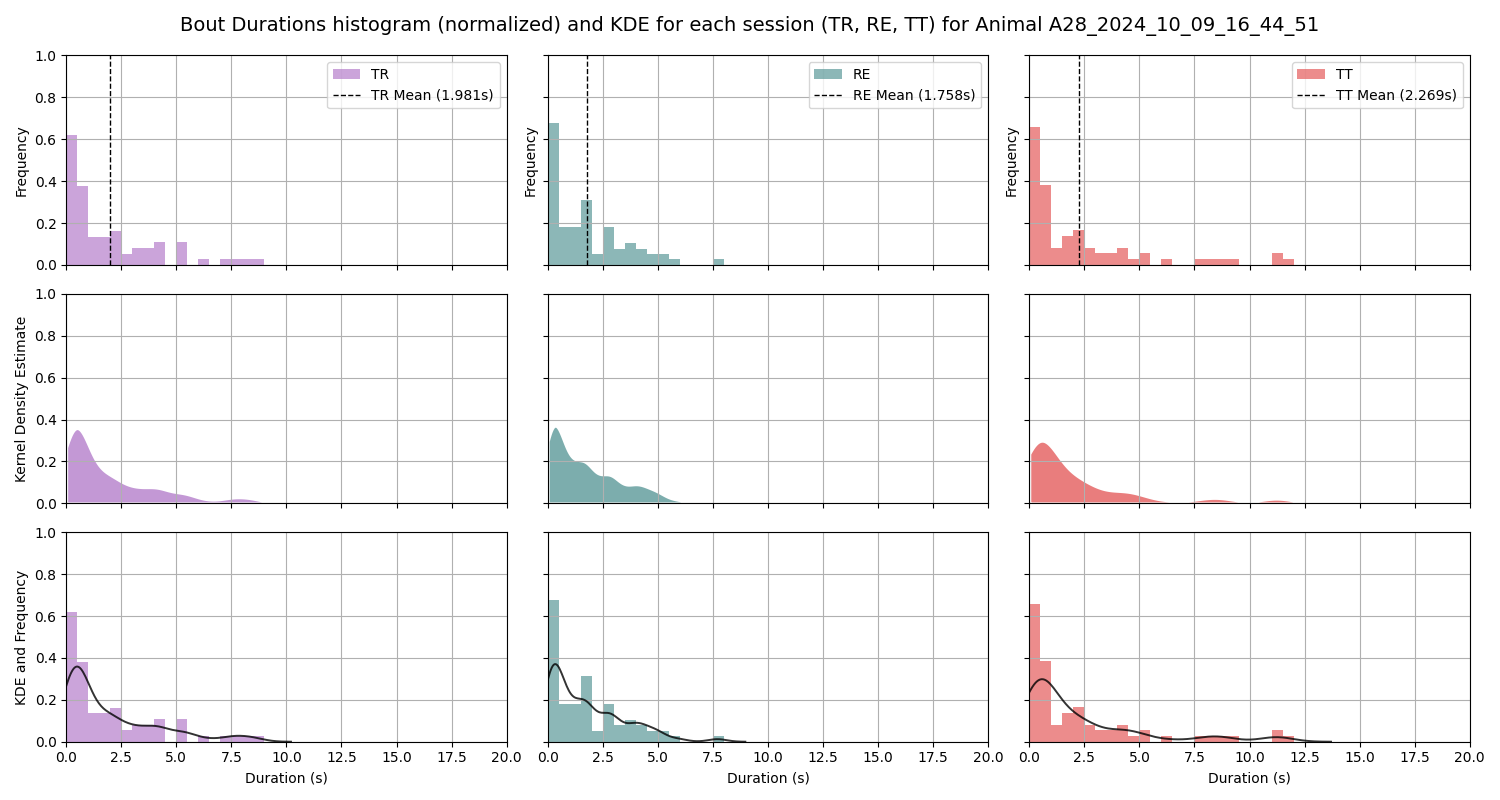 Bout Durations histogram (normalized) and KDE for each session (TR, RE, TT) for Animal A28_2024_10_09_16_44_51
Frequency
1.0
0.8
0.6
0.4
0.2
0.0
TR
TR Mean (1.981s)
Frequency
RE
RE Mean (1.758s)
Frequency
TT
TT Mean (2.269s)
Kernel Density Estimate
1.0
0.8
0.6
0.4
0.2
0.0
KDE and Frequency
1.0
0.8
0.6
0.4
0.2
0.0
0.0 2.5 5.0 7.5 10.0 12.5 15.0 17.5 20.0
Duration (s)
0.0 2.5 5.0 7.5 10.0 12.5 15.0 17.5 20.0
Duration (s)
0.0 2.5 5.0 7.5 10.0 12.5 15.0 17.5 20.0
Duration (s)